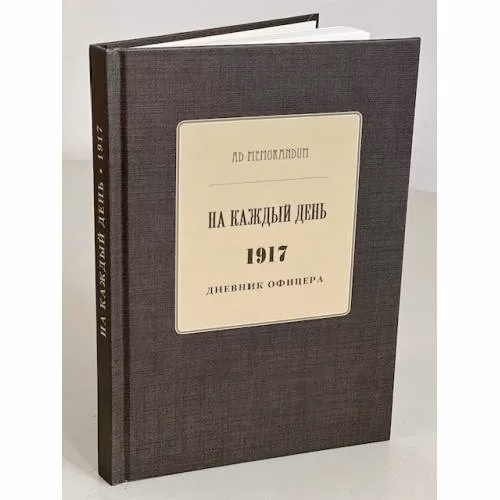 AD MEMORANDUM
НА КАЖДЫЙ ДЕНЬ
1917
ДНЕВНИК ОФИЦЕРА
НА КАЖДЫЙ ДЕНЬ • 1917